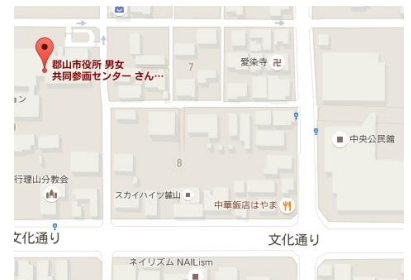 郡山市役所 男女
共同参画センター さん…
7
愛染寺
ョン
中央公民館
8
行理山分教会
スカイハイツ麓山
中華飯店はやま
文化通り
文化通り
ネイリズム NAILism